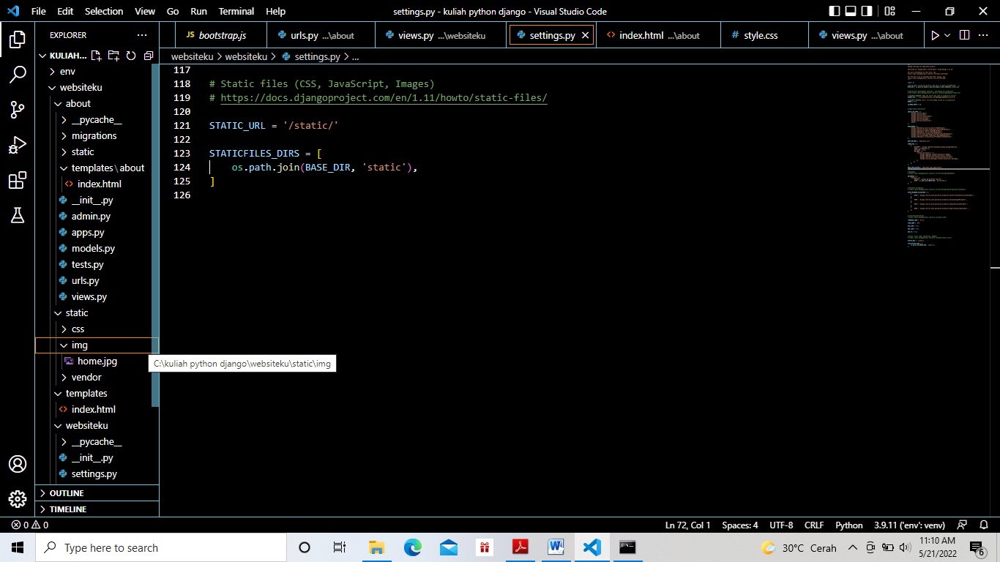 File Edit Selection View Go Run Terminal Help settings.py - kuliah python django - Visual Studio Code
EXPLORER ...
bootstrap.js urls.py ...\about views.py ...\websiteku settings.py index.html ...\about style.css views.py ...\about
KULIAH...
websiteku > websiteku > settings.py > ...
env
websiteku
about
__pycache__
migrations
static
templates\about
index.html
__init__.py
admin.py
apps.py
models.py
tests.py
urls.py
views.py
static
css
img
home.jpg
vendor
templates
index.html
websiteku
__pycache__
__init__.py
settings.py
OUTLINE
TIMELINE
117
118 # Static files (CSS, JavaScript, Images)
119 # https://docs.djangoproject.com/en/1.11/howto/static-files/
120
121 STATIC_URL = '/static/'
122
123 STATICFILES_DIRS = [
124 os.path.join(BASE_DIR, 'static'),
125 ]
126
C:\kuliah python django\websiteku\static\img
0 0 Ln 72, Col 1 Spaces: 4 UTF-8 CRLF Python 3.9.11 ('env': venv)
Type here to search 30°C Cerah 11:10 AM
5/21/2022
6